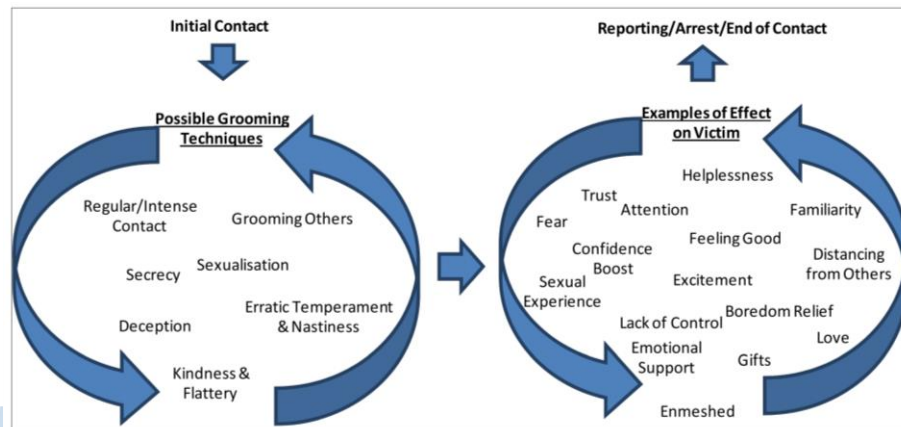 Initial Contact
Possible Grooming
Techniques
Regular/Intense
Contact
Grooming Others
Secrecy
Sexualisation
Erratic Temperament
& Nastiness
Deception
Kindness &
Flattery
Reporting/Arrest/End of Contact
Examples of Effect
on Victim
Helplessness
Trust
Attention
Familiarity
Fear
Feeling Good
Confidence
Boost
Distancing
from Others
Sexual
Experience
Excitement
Boredom Relief
Lack of Control
Love
Emotional
Support
Gifts
Enmeshed